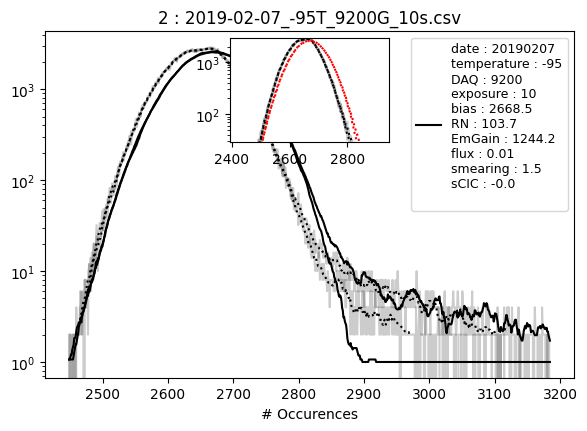 2 : 2019-02-07_-95T_9200G_10s.csv
10³
10²
10¹
10⁰
10³
10²
2400
2600
2800
date : 20190207
temperature : -95
DAQ : 9200
exposure : 10
bias : 2668.5
RN : 103.7
EmGain : 1244.2
flux : 0.01
smearing : 1.5
sCIC : -0.0
2500
2600
2700
2800
2900
3000
3100
3200
# Occurences